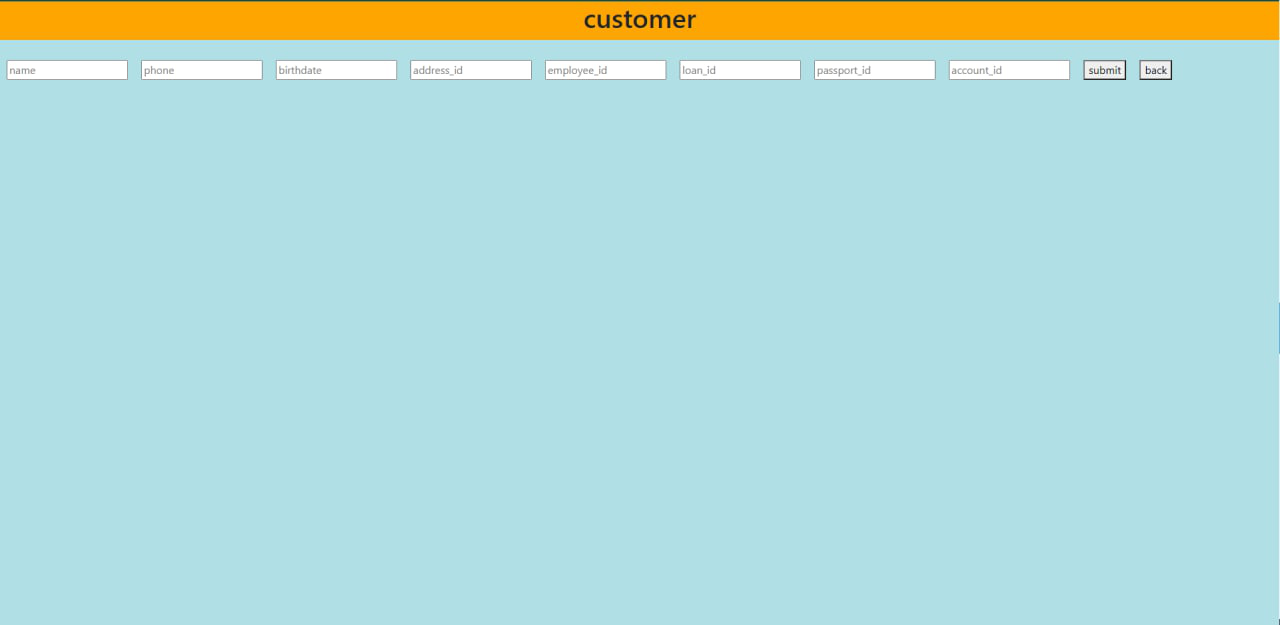 customer
name phone birthdate address_id employee_id loan_id passport_id account_id submit back